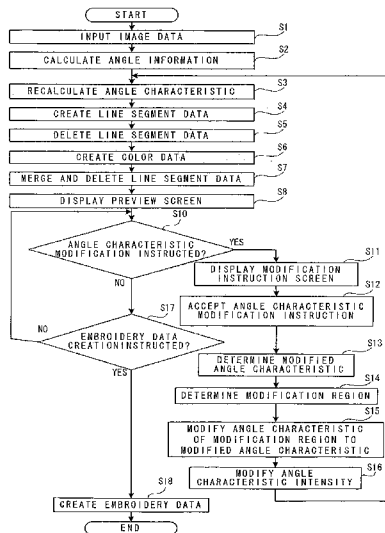 START
S1
INPUT IMAGE DATA
S2
CALCULATE ANGLE INFORMATION
S3
RECALCULATE ANGLE CHARACTERISTIC
S4
CREATE LINE SEGMENT DATA
S5
DELETE LINE SEGMENT DATA
S6
CREATE COLOR DATA
S7
MERGE AND DELETE LINE SEGMENT DATA
S8
DISPLAY PREVIEW SCREEN
S10
ANGLE CHARACTERISTIC
MODIFICATION INSTRUCTED?
YES
NO
S11
DISPLAY MODIFICATION
INSTRUCTION SCREEN
S12
ACCEPT ANGLE CHARACTERISTIC
MODIFICATION INSTRUCTION
S13
DETERMINE MODIFIED
ANGLE CHARACTERISTIC
S14
DETERMINE MODIFICATION REGION
S15
MODIFY ANGLE CHARACTERISTIC
OF MODIFICATION REGION TO
MODIFIED ANGLE CHARACTERISTIC
S16
MODIFY ANGLE
CHARACTERISTIC INTENSITY
S17
EMBROIDERY DATA
CREATIONINSTRUCTED?
NO
YES
S18
CREATE EMBROIDERY DATA
END